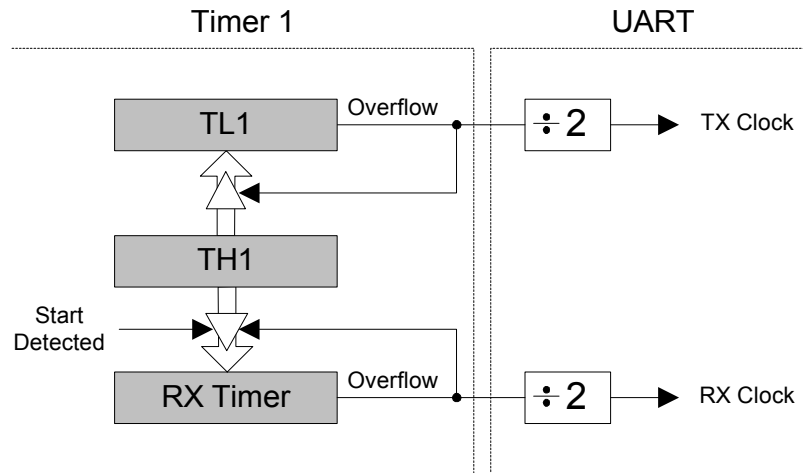 Timer 1
UART
TL1
Overflow
÷ 2
TX Clock
TH1
Start
Detected
RX Timer
Overflow
÷ 2
RX Clock